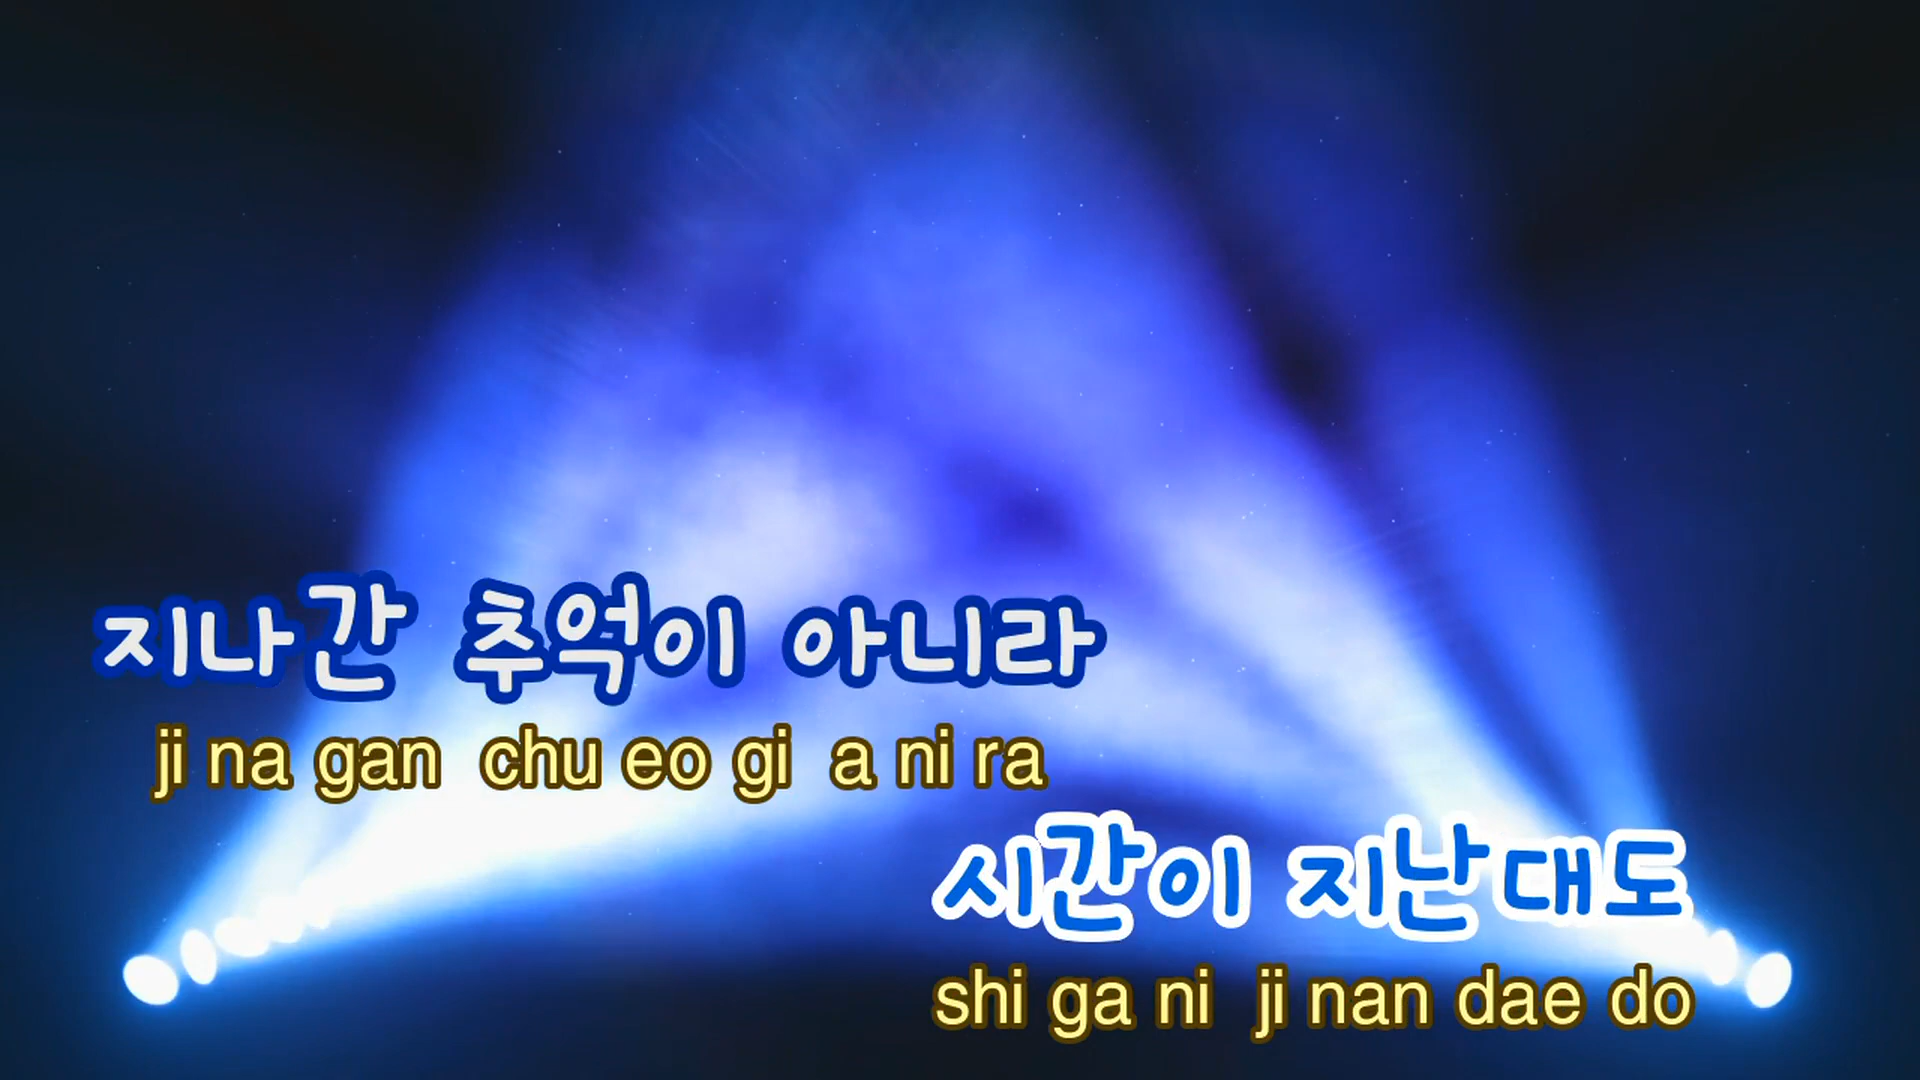 지나간 추억이 아니라
ji na gan chu eo gi a ni ra
시간이 지난대도
shi ga ni ji nan dae do